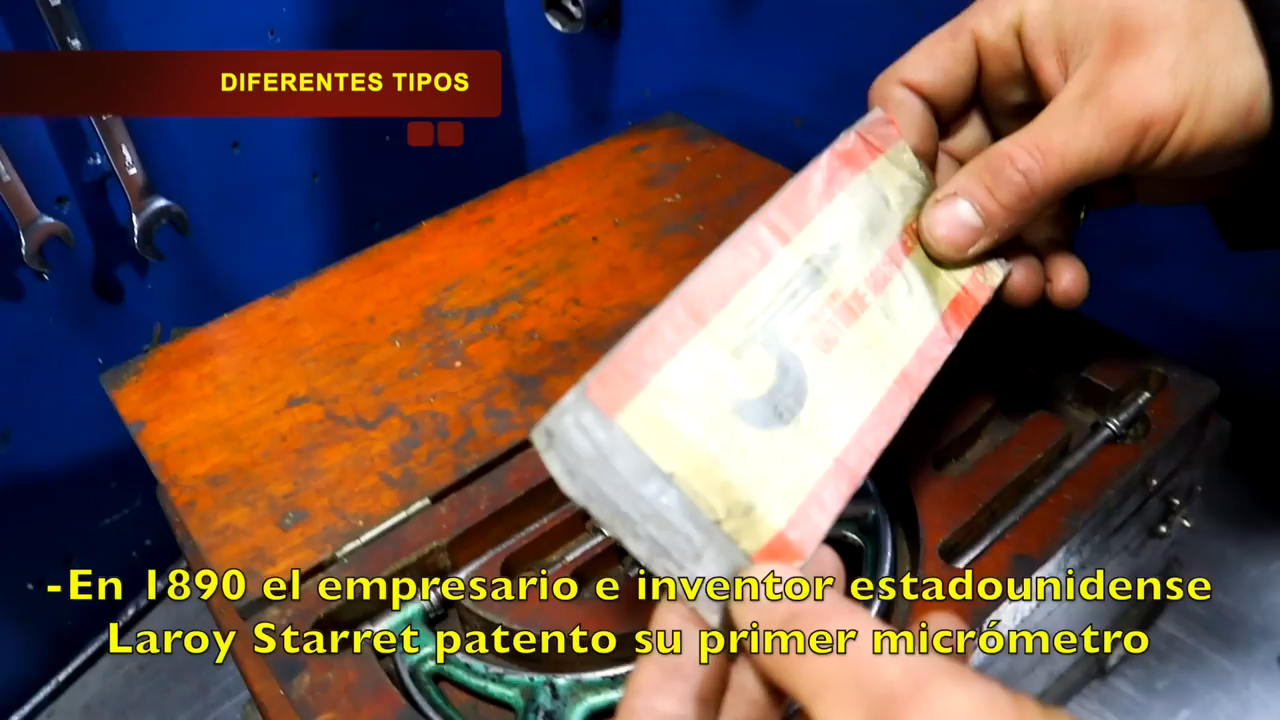 DIFERENTES TIPOS
-En 1890 el empresario e inventor estadounidense
Laroy Starret patento su primer micrómetro